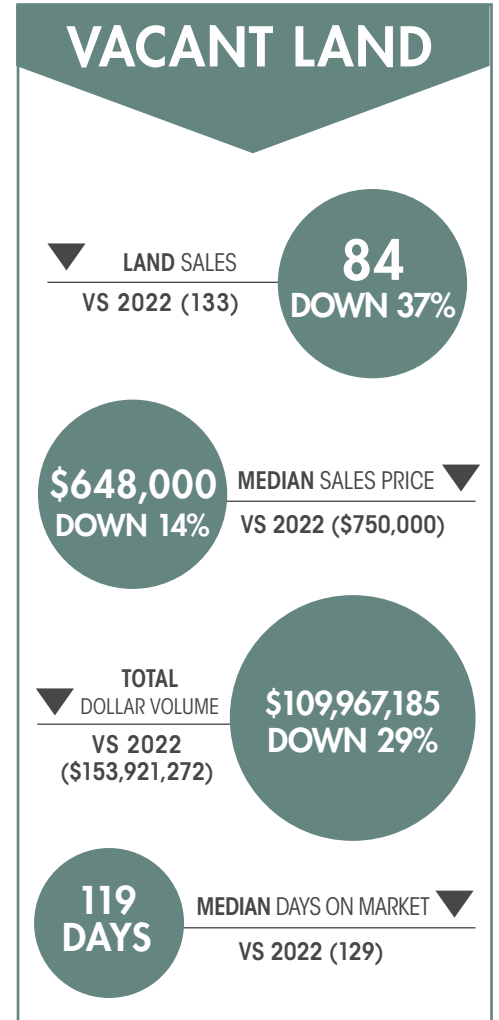 VACANT LAND
LAND SALES
VS 2022 (133)
84
DOWN 37%
$648,000
DOWN 14%
MEDIAN SALES PRICE
VS 2022 ($750,000)
TOTAL
DOLLAR VOLUME
VS 2022
($153,921,272)
$109,967,185
DOWN 29%
119
DAYS
MEDIAN DAYS ON MARKET
VS 2022 (129)